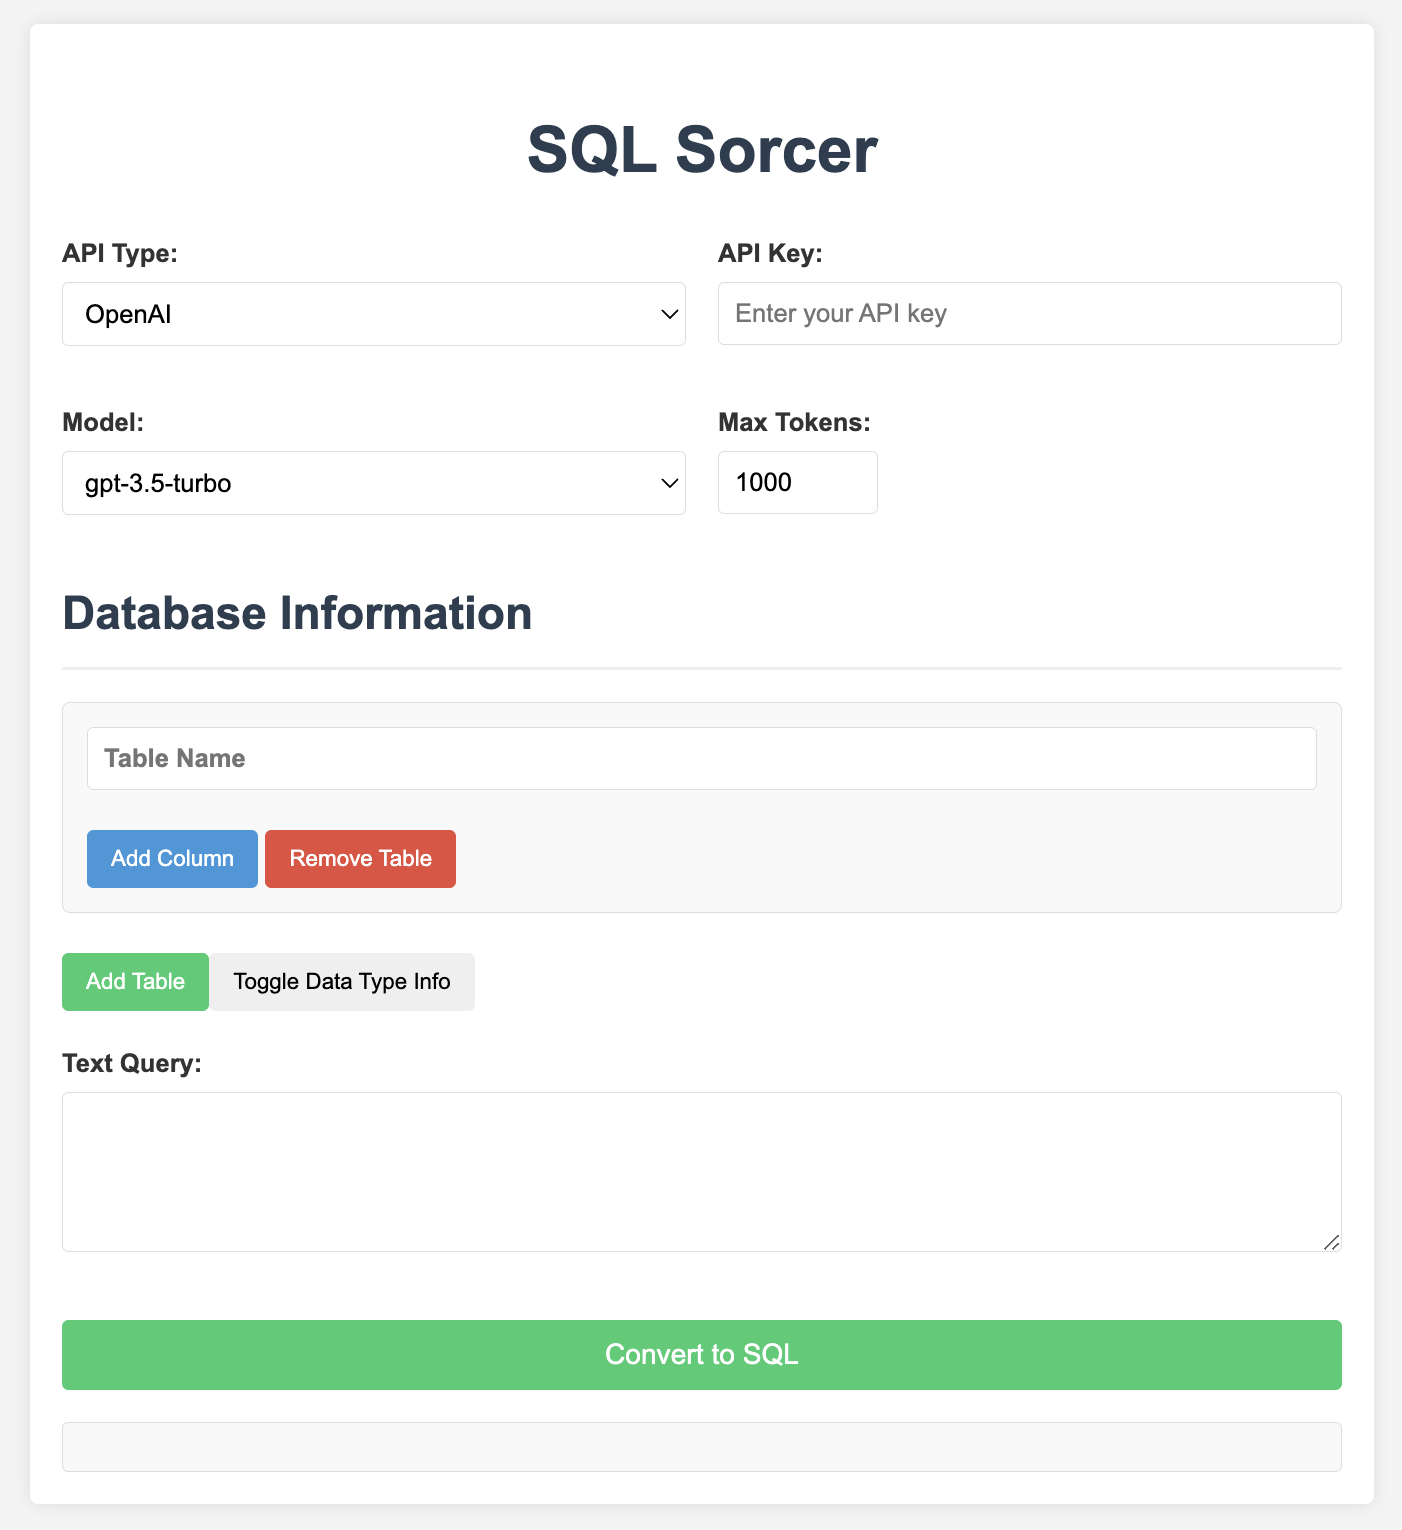 SQL Sorcer
API Type:
API Key:
OpenAI
Enter your API key
Model:
Max Tokens:
gpt-3.5-turbo
1000
Database Information
Table Name
Add Column
Remove Table
Add Table
Toggle Data Type Info
Text Query:
Convert to SQL